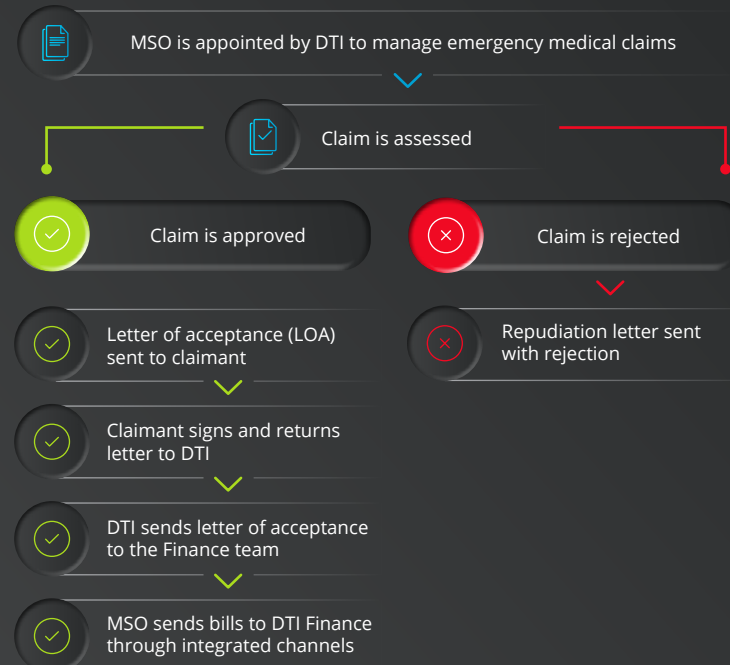 MSO is appointed by DTI to manage emergency medical claims
Claim is assessed
Claim is approved
Claim is rejected
Letter of acceptance (LOA)
sent to claimant
Repudiation letter sent
with rejection
Claimant signs and returns
letter to DTI
DTI sends letter of acceptance
to the Finance team
MSO sends bills to DTI Finance
through integrated channels